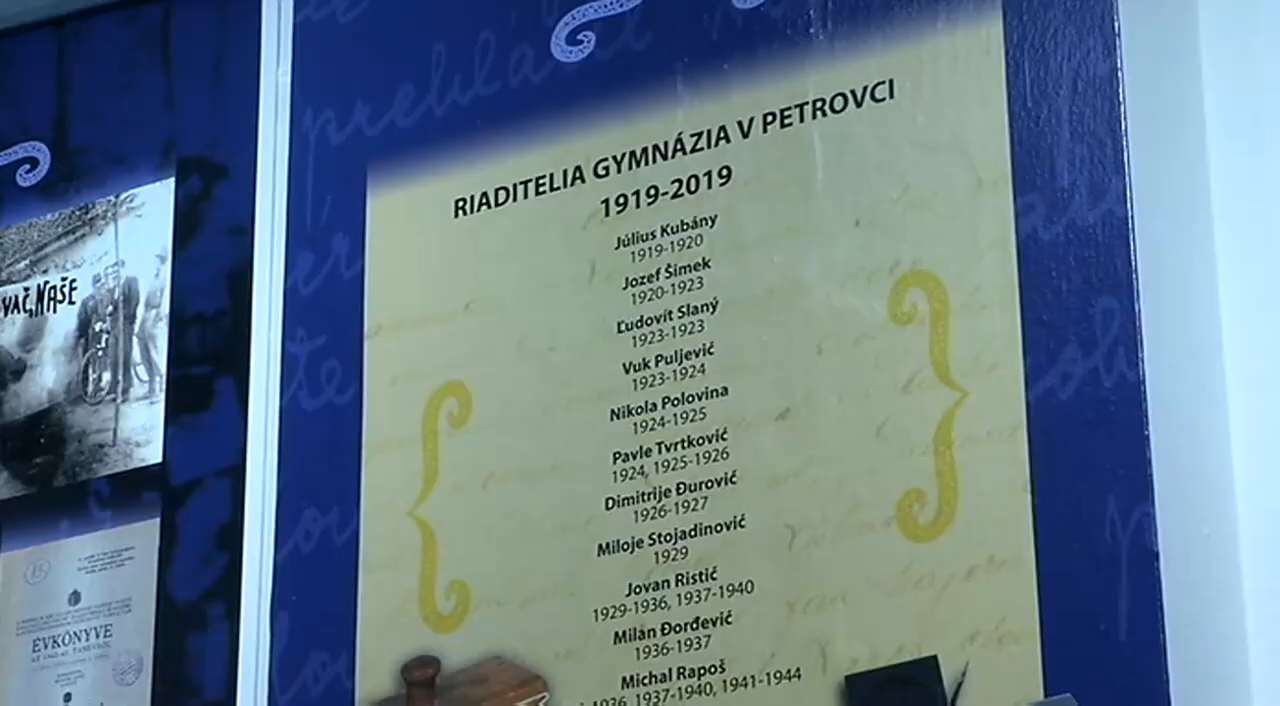 RIADITELIA GYMNÁZIA V PETROVCI
1919-2019
Július Kubány
1919-1920
Jozef Šimek
1920-1923
Ľudovít Slaný
1923-1923
Vuk Puljević
1923-1924
Nikola Polovina
1924-1925
Pavle Tvrtković
1924, 1925-1926
Dimitrije Đurović
1926-1927
Miloje Stojadinović
1929
Jovan Ristić
1929-1936, 1937-1940
Milan Đorđević
1936-1937
Michal Rapoš
1936, 1937-1940, 1941-1944
VAČ, NAŠE
ÉVKÖNYVE